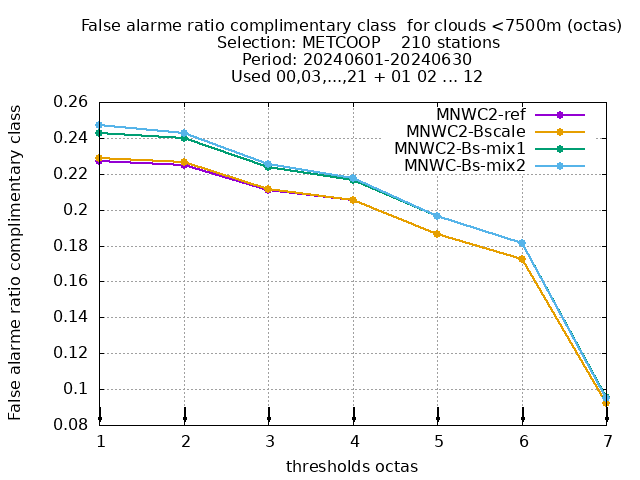 False alarme ratio complimentary class  for clouds <7500m (octas)
Selection: METCOOP    210 stations
Period: 20240601-20240630
Used 00,03,...,21 + 01 02 ... 12
False alarme ratio complimentary class
0.26
0.24
0.22
0.2
0.18
0.16
0.14
0.12
0.1
0.08
MNWC2-ref
MNWC2-Bscale
MNWC2-Bs-mix1
MNWC-Bs-mix2
1 2 3 4 5 6 7
thresholds octas